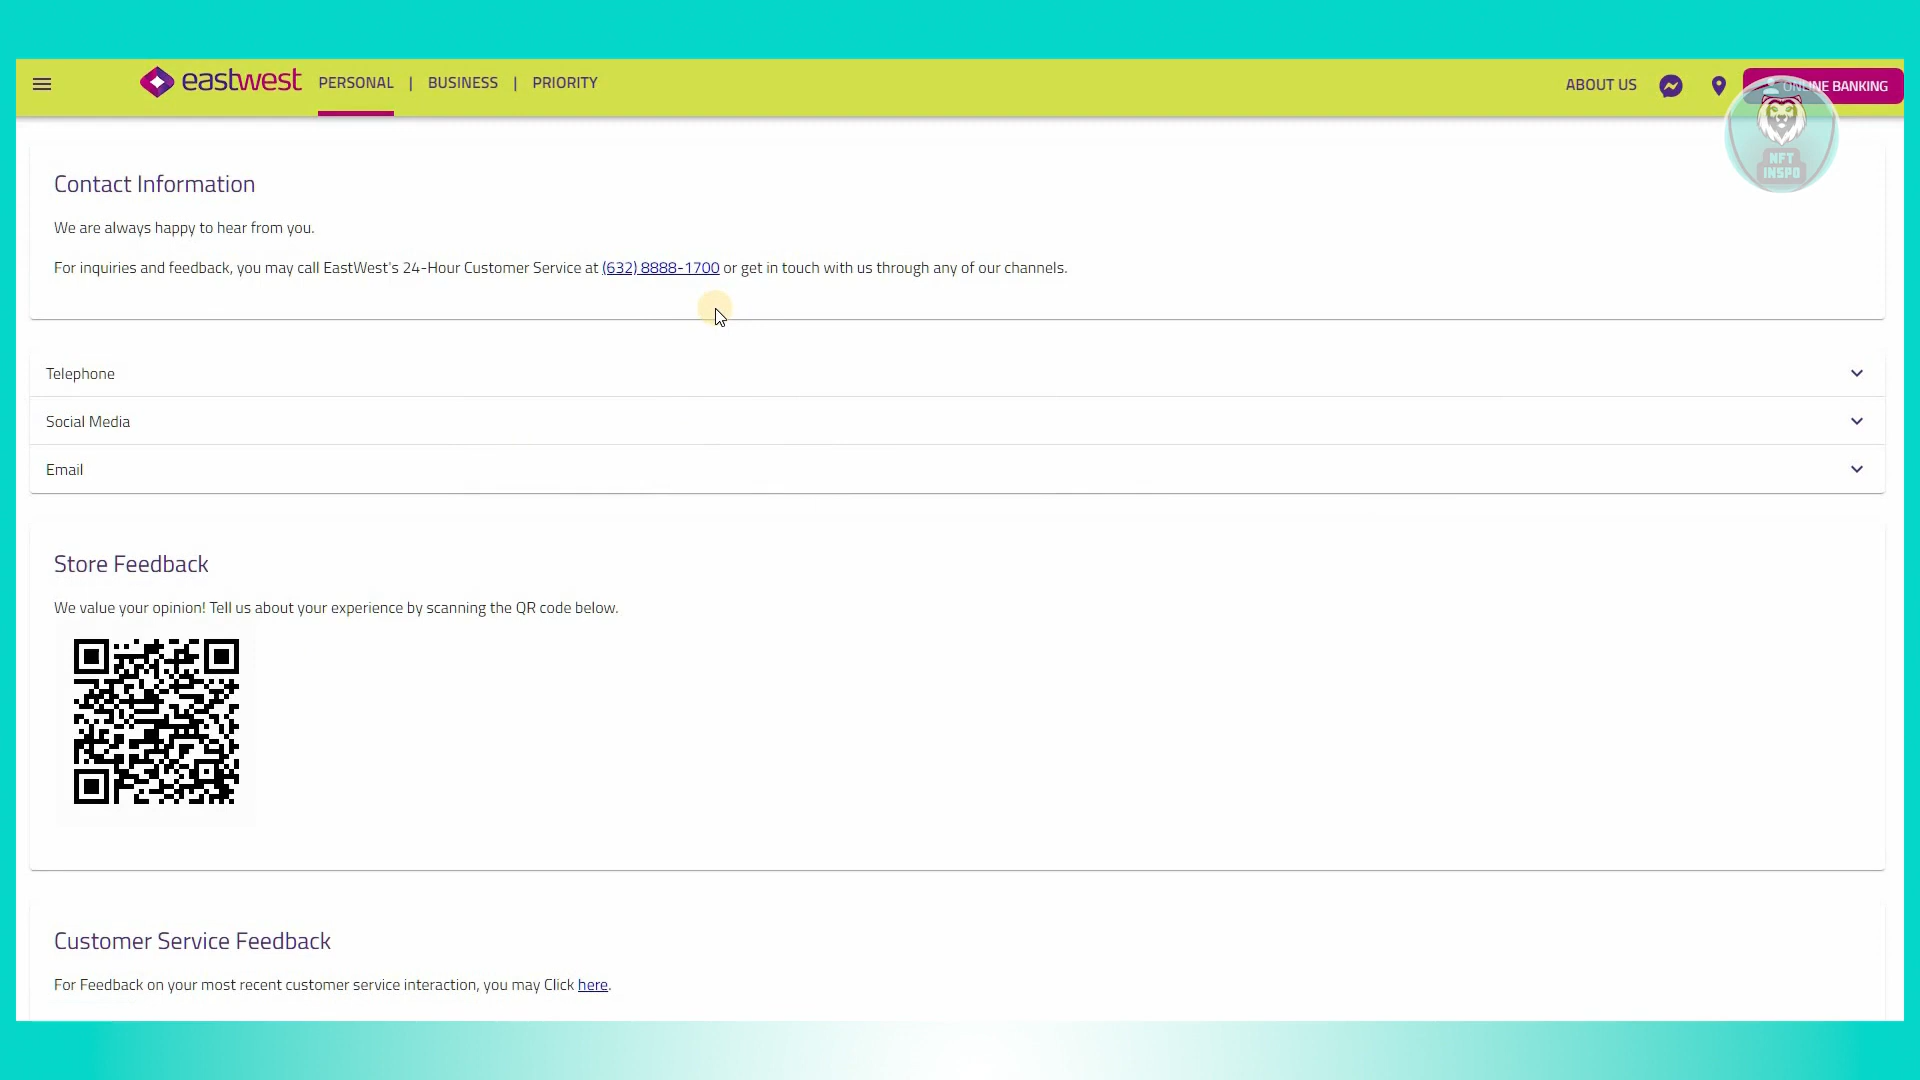 eastwest PERSONAL | BUSINESS | PRIORITY ABOUT US ONLINE BANKING
NFT
INSPO
Contact Information
We are always happy to hear from you.
For inquiries and feedback, you may call EastWest's 24-Hour Customer Service at (632) 8888-1700 or get in touch with us through any of our channels.
Telephone
Social Media
Email
Store Feedback
We value your opinion! Tell us about your experience by scanning the QR code below.
Customer Service Feedback
For Feedback on your most recent customer service interaction, you may Click here.